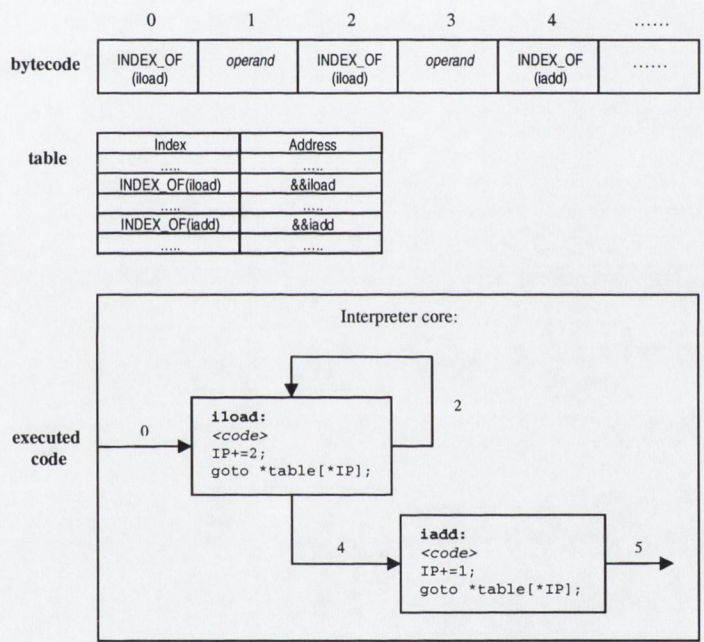 0 1 2 3 4 ......
bytecode
INDEX_OF (iload)
operand
INDEX_OF (iload)
operand
INDEX_OF (iadd)
......
table
Index Address
..... .....
INDEX_OF(iload) &&iload
..... .....
INDEX_OF(iadd) &&iadd
..... .....
Interpreter core:
executed code
0
iload:
<code>
IP+=2;
goto *table[*IP];
2
4
iadd:
<code>
IP+=1;
goto *table[*IP];
5